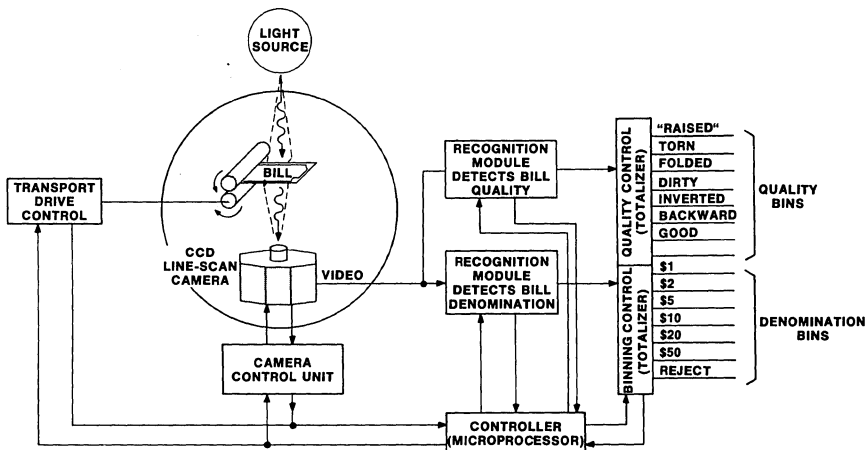 LIGHT
SOURCE
BILL
TRANSPORT
DRIVE
CONTROL
CCD
LINE-SCAN
CAMERA
VIDEO
CAMERA
CONTROL UNIT
RECOGNITION
MODULE
DETECTS BILL
QUALITY
RECOGNITION
MODULE
DETECTS BILL
DENOMINATION
CONTROLLER
(MICROPROCESSOR)
QUALITY CONTROL
(TOTALIZER)
BINNING CONTROL
(TOTALIZER)
"RAISED"
TORN
FOLDED
DIRTY
INVERTED
BACKWARD
GOOD
QUALITY
BINS
$1
$2
$5
$10
$20
$50
REJECT
DENOMINATION
BINS